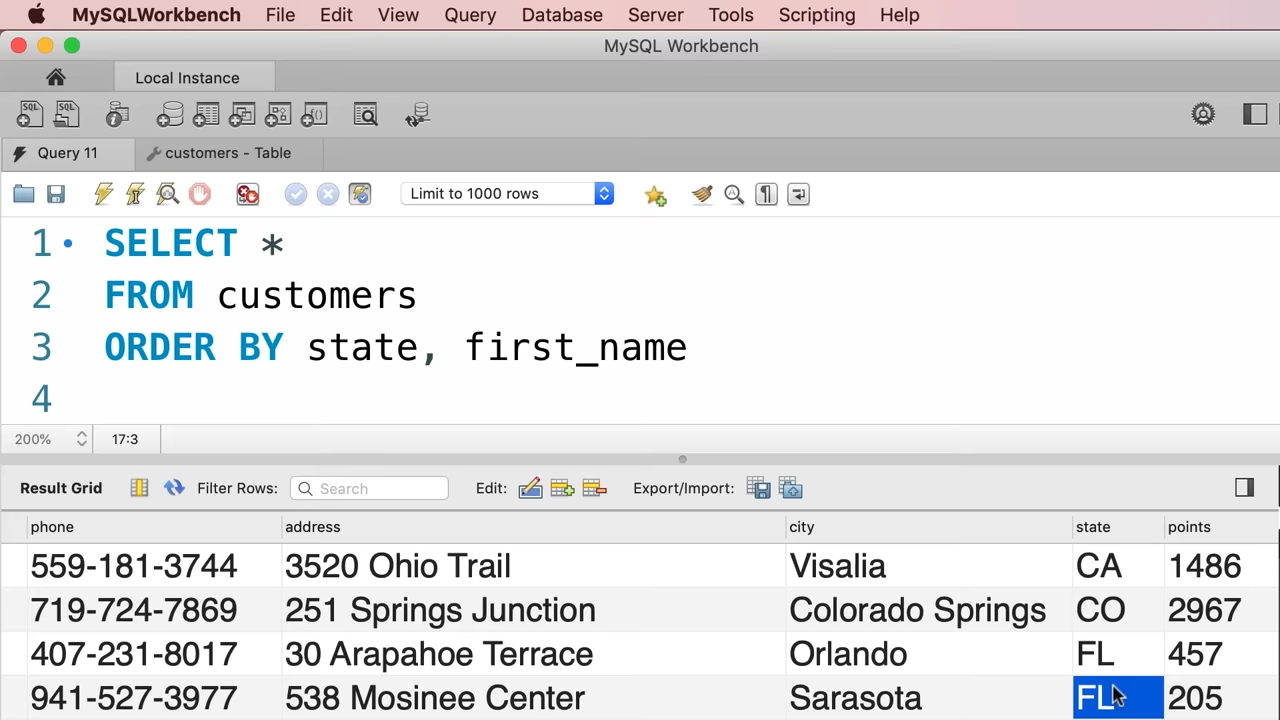 MySQLWorkbench File Edit View Query Database Server Tools Scripting Help
MySQL Workbench
Local Instance
SQL SQL
Query 11 customers - Table
Limit to 1000 rows
1 SELECT *
2 FROM customers
3 ORDER BY state, first_name
4
200% 17:3
Result Grid Filter Rows: Search Edit: Export/Import:
phone address city state points
559-181-3744 3520 Ohio Trail Visalia CA 1486
719-724-7869 251 Springs Junction Colorado Springs CO 2967
407-231-8017 30 Arapahoe Terrace Orlando FL 457
941-527-3977 538 Mosinee Center Sarasota FL 205